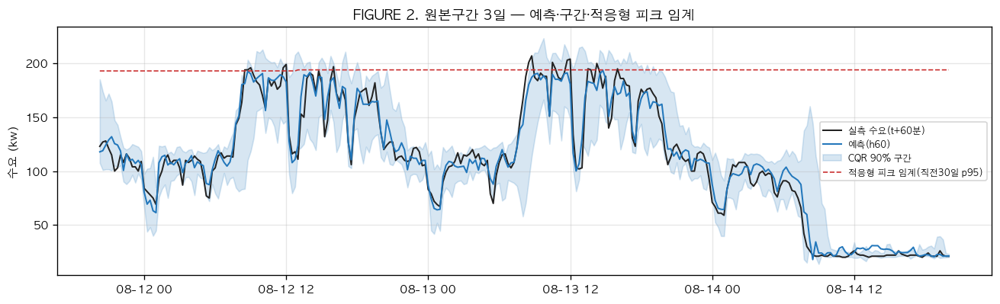 FIGURE 2. 원본구간 3일 — 예측·구간·적응형 피크 임계
수요 (kw)
200
150
100
50
실측 수요(t+60분)
예측(h60)
CQR 90% 구간
적응형 피크 임계(직전30일 p95)
08-12 00
08-12 12
08-13 00
08-13 12
08-14 00
08-14 12